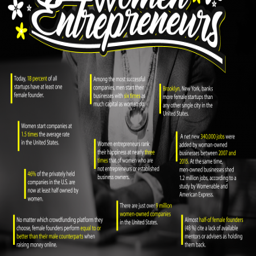 Women
Entrepreneurs
Today, 18 percent of all
startups have at least one
female founder.
Among the most successful
companies, men start their
businesses with six times as
much capital as women do.
Brooklyn, New York, banks
more female startups than
any other single city in the
United States.
Women start companies at
1.5 times the average rate
in the United States.
A net new 340,000 jobs were
added by woman-owned
businesses between 2007 and
2015. At the same time,
men-owned businesses shed
1.2 million jobs, according to a
study by Womenable and
American Express.
Women entrepreneurs rank
their happiness at nearly three
times that of women who are
not entrepreneurs or established
business owners.
46% of the privately held
companies in the U.S. are
now at least half owned by
women.
There are just over 9 million
women-owned companies
in the United States.
No matter which crowdfunding platform they
choose, female founders perform equal to or
better than their male counterparts when
raising money online.
Almost half of female founders
(48 %) cite a lack of available
mentors or advisers as holding
them back.